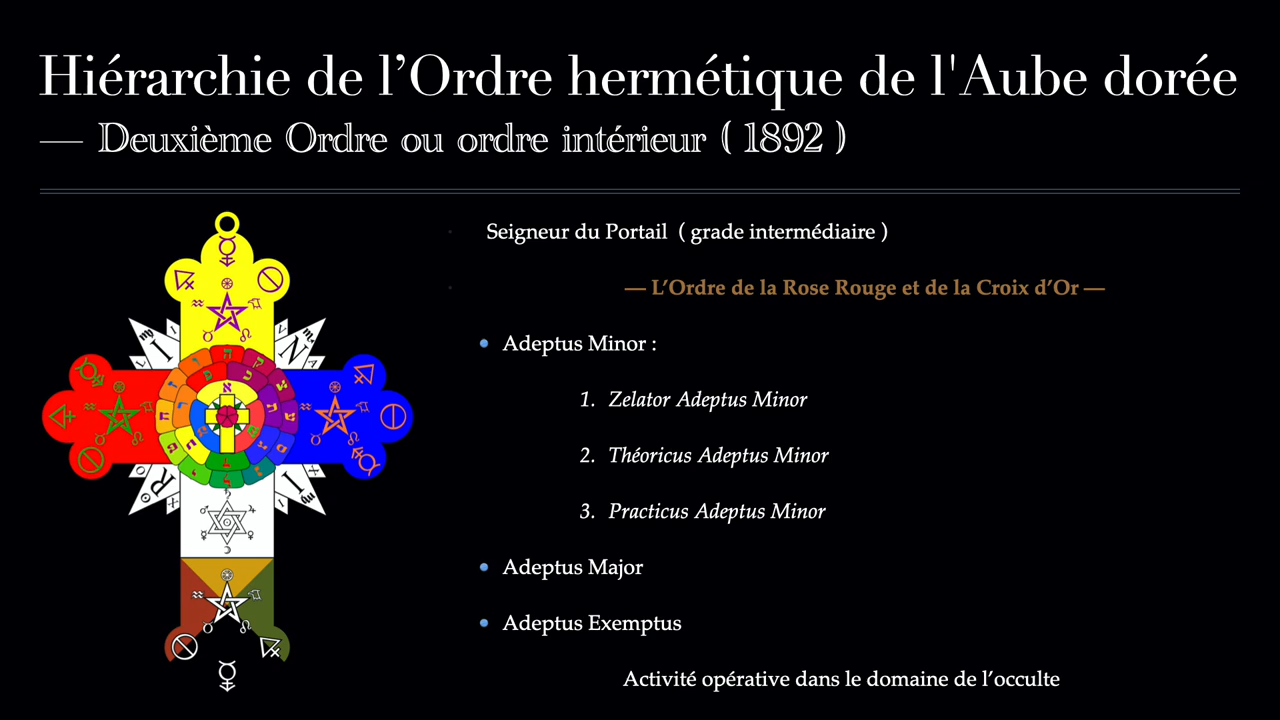 Hiérarchie de l’Ordre hermétique de l'Aube dorée
— Deuxième Ordre ou ordre intérieur ( 1892 )
Seigneur du Portail ( grade intermédiaire )
— L’Ordre de la Rose Rouge et de la Croix d’Or —
• Adeptus Minor :
1. Zelator Adeptus Minor
2. Théoricus Adeptus Minor
3. Practicus Adeptus Minor
• Adeptus Major
• Adeptus Exemptus
Activité opérative dans le domaine de l’occulte
I N
R I